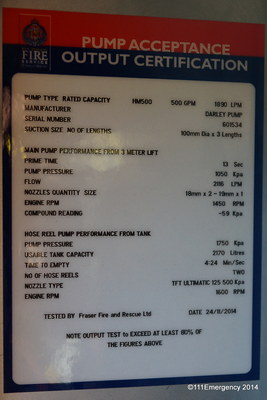 FIRE
PUMP ACCEPTANCE
OUTPUT CERTIFICATION
PUMP TYPE RATED CAPACITY HM500 500 GPM 1890 LPM
MANUFACTURER DARLEY PUMP
SERIAL NUMBER 601534
SUCTION SIZE NO OF LENGTHS 100mm Dia x 3 Lengths
MAIN PUMP PERFORMANCE FROM 3 METER LIFT
PRIME TIME 13 Sec
PUMP PRESSURE 1050 Kpa
FLOW LPM
NOZZLES QUANTITY SIZE 19mm x 2 - 19mm x 1
ENGINE RPM 1450 RPM
COMPOUND READING -59 Kpa
HOSE REEL PUMP PERFORMANCE FROM TANK
PUMP PRESSURE 1750 Kpa
USABLE TANK CAPACITY 2170 Litres
TIME TO EMPTY 4:24 Min/Sec
NO OF HOSE REELS TWO
NOZZLE TYPE TFT ULTIMATIC 125 500 Kpa
ENGINE RPM 1600 RPM
TESTED BY Fraser Fire and Rescue Ltd DATE 24/8/2014
NOTE OUTPUT TEST to EXCEED AT LEAST 80% OF
THE FIGURES ABOVE
©111Emergency 2014